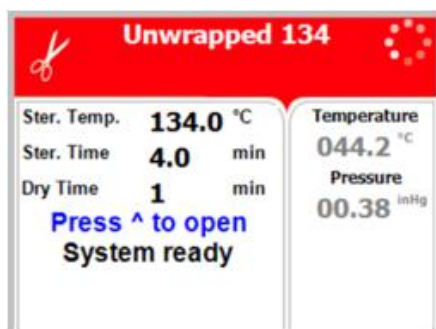 Unwrapped 134
Ster. Temp. 134.0 °C
Ster. Time 4.0 min
Dry Time 1 min
Press ^ to open
System ready
Temperature
044.2 °C
Pressure
00.38 inHg